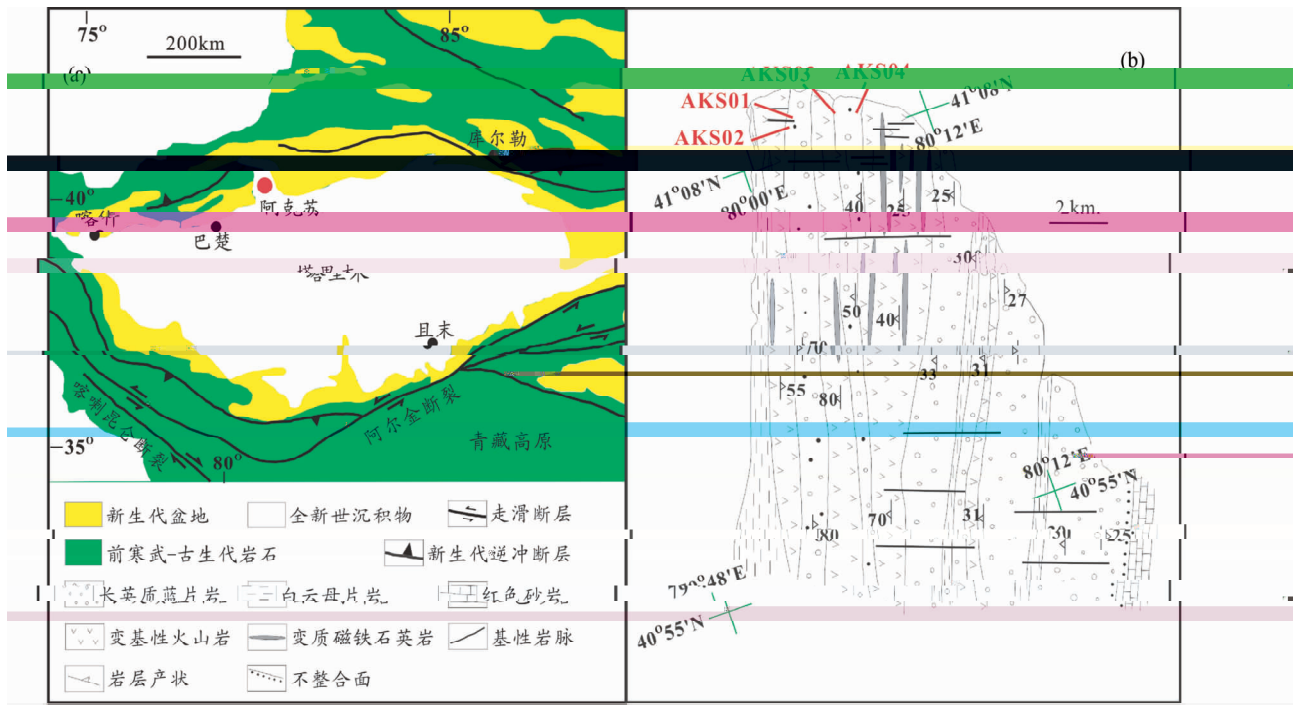 75°
85°
200km
(a)
库尔勒
40°
阿克苏
喀什
巴楚
且末
喀喇昆仑断裂
阿尔金断裂
35°
80°
青藏高原
新生代盆地
全新世沉积物
走滑断层
前寒武-古生代岩石
新生代逆冲断层
长英质蓝片岩
白云母片岩
红色砂岩
变基性火山岩
变质磁铁石英岩
基性岩脉
岩层产状
不整合面
(b)
AKS03
AKS04
AKS01
AKS02
41°08'N
80°12'E
41°08'N
80°00'E
25
40
25
2 km
30
27
50
40
70
33
31
55
80
80°12'E
40°55'N
70
31
25
79°48'E
40°55'N